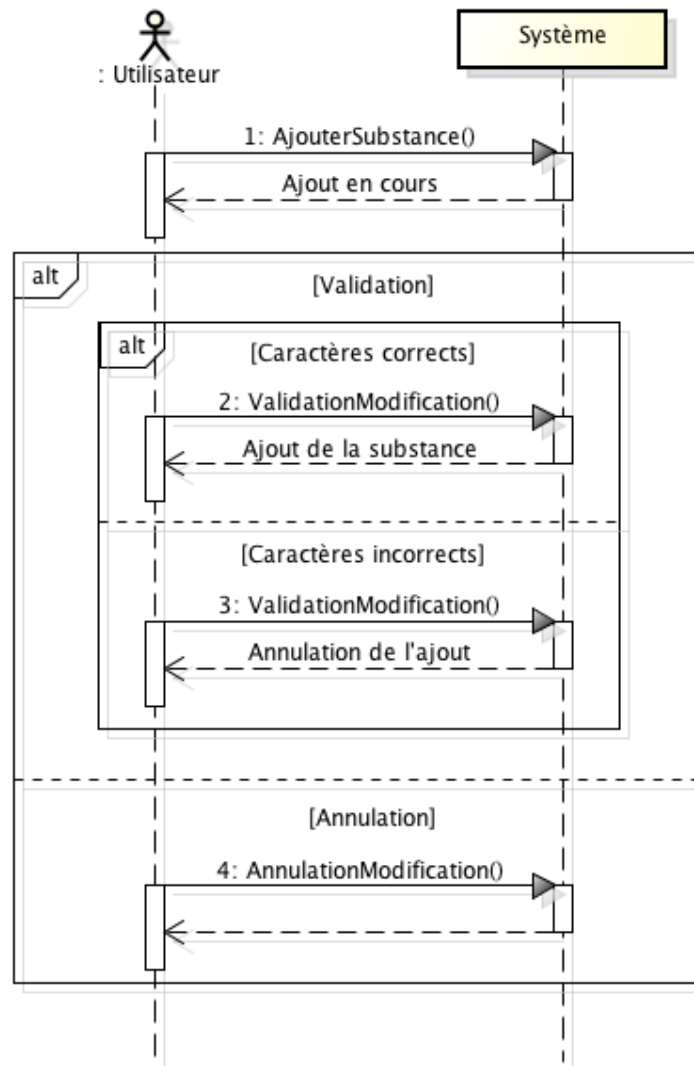 Système
: Utilisateur
1: AjouterSubstance()
Ajout en cours
alt
[Validation]
alt
[Caractères corrects]
2: ValidationModification()
Ajout de la substance
[Caractères incorrects]
3: ValidationModification()
Annulation de l'ajout
[Annulation]
4: AnnulationModification()